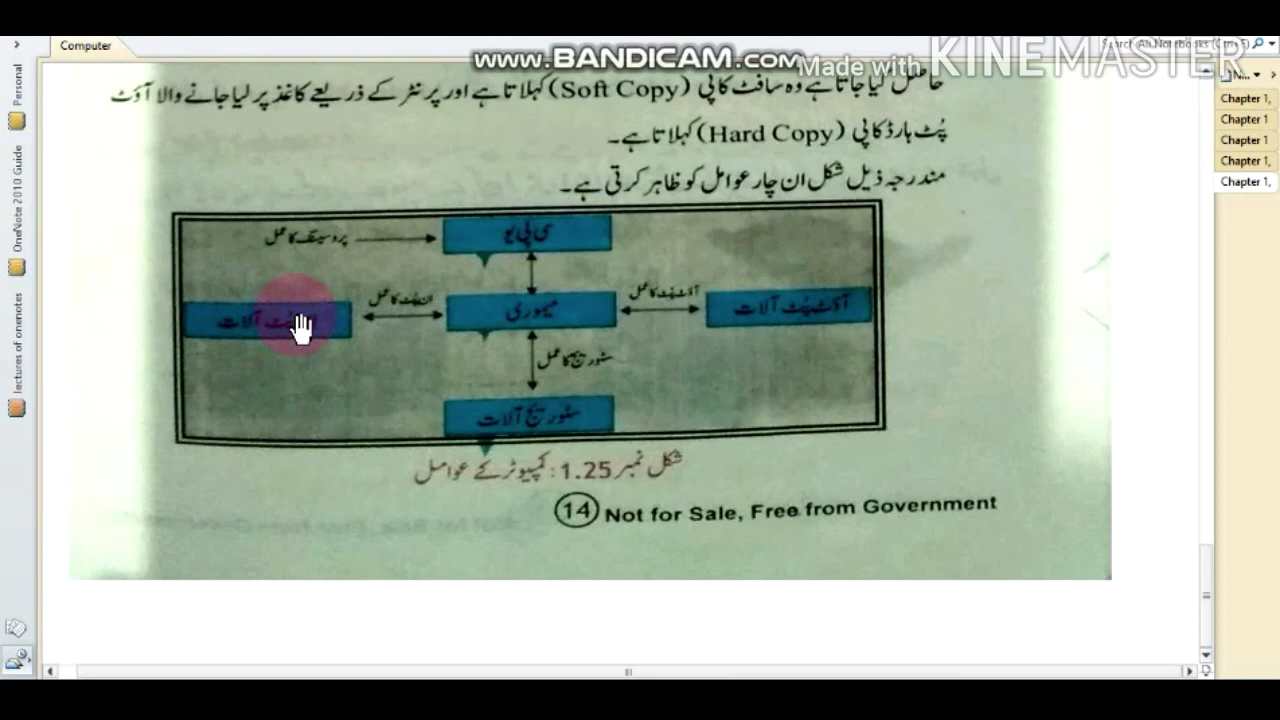 Computer
www.BANDICAM.com
Made with KINEMASTER
Search All Notebooks (Ctrl+E)
Personal
OneNote 2010 Guide
lectures of onenotes
N...
Chapter 1,
Chapter 1
Chapter 1
Chapter 1,
Chapter 1,
حاصل کیا جاتا ہے وہ سافٹ کاپی (Soft Copy) کہلاتا ہے اور پرنٹر کے ذریعے کاغذ پر لیا جانے والا آؤٹ
پُٹ ہارڈ کاپی (Hard Copy) کہلاتا ہے۔
مندرجہ ذیل شکل ان چار عوامل کو ظاہر کرتی ہے۔
سی پی یو
پروسیسنگ کا عمل
آؤٹ پُٹ آلات
آؤٹ پُٹ کا عمل
میموری
ان پُٹ کا عمل
پُٹ آلات
سٹوریج کا عمل
سٹوریج آلات
شکل نمبر 1.25: کمپیوٹر کے عوامل
14 Not for Sale, Free from Government